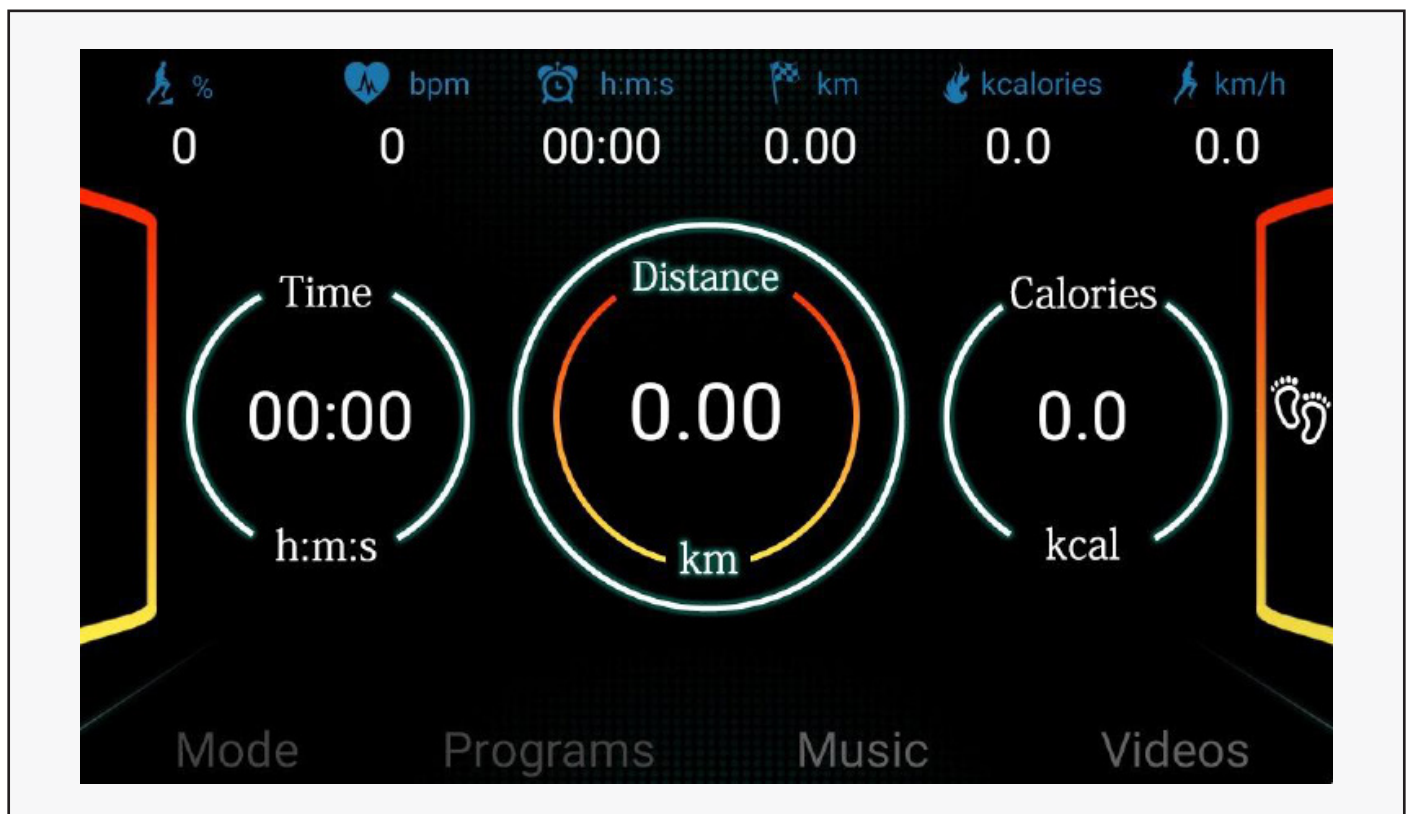 % bpm h:m:s km kcalories km/h
0 0 00:00 0.00 0.0 0.0
Time Distance Calories
00:00 0.00 0.0
h:m:s km kcal
Mode Programs Music Videos